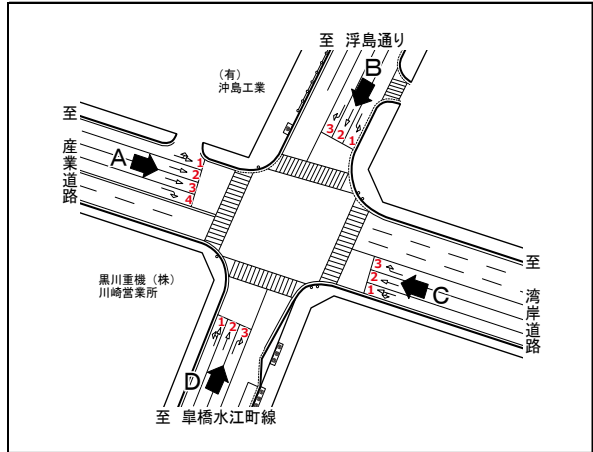 至 浮島通り
B
(有)
沖島工業
3 2 1
至 産業道路
A
1
2
3
4
黒川重機（株）
川崎営業所
3
2
1
C
至 湾岸道路
1 2 3
D
至 皐橋水江町線